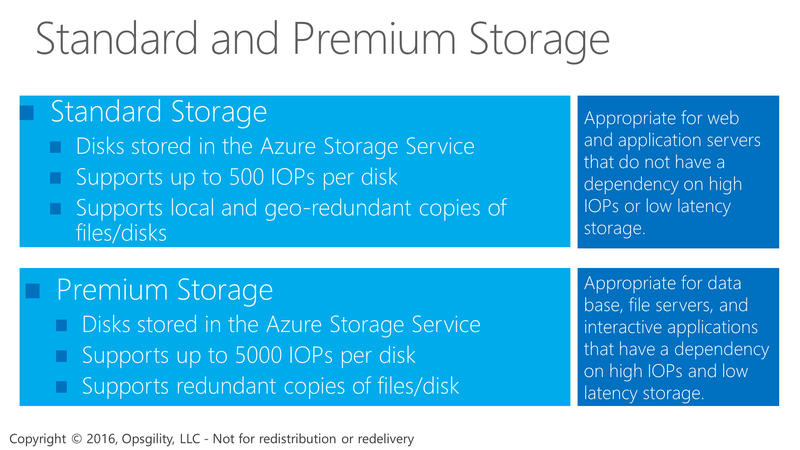 Standard and Premium Storage
Standard Storage
Disks stored in the Azure Storage Service
Supports up to 500 IOPs per disk
Supports local and geo-redundant copies of
files/disks
Appropriate for web
and application servers
that do not have a
dependency on high
IOPs or low latency
storage.
Premium Storage
Disks stored in the Azure Storage Service
Supports up to 5000 IOPs per disk
Supports redundant copies of files/disk
Appropriate for data
base, file servers, and
interactive applications
that have a dependency
on high IOPs and low
latency storage.
Copyright © 2016, Opsgility, LLC - Not for redistribution or redelivery